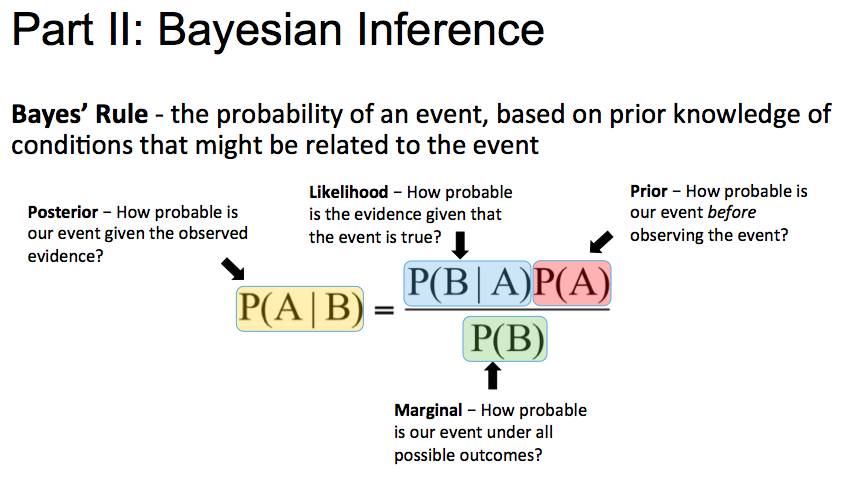 Part II: Bayesian Inference
Bayes’ Rule - the probability of an event, based on prior knowledge of
conditions that might be related to the event
Posterior – How probable is
our event given the observed
evidence?
Likelihood – How probable
is the evidence given that
the event is true?
Prior – How probable is
our event before
observing the event?
P(A|B) = P(B|A)P(A)
P(B)
Marginal – How probable
is our event under all
possible outcomes?